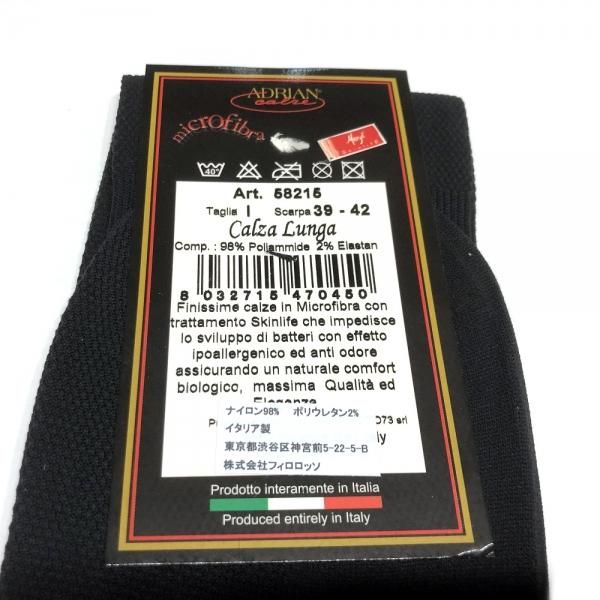 ADRIAN®
calze
microfibra
Meryl
40°
Art. 58215
Taglia I Scarpa 39 - 42
Calza Lunga
Comp.: 98% Poliammide 2% Elastan
8 032715 470450
Finissime calze in Microfibra con
trattamento Skinlife che impedisce
lo sviluppo di batteri con effetto
ipoallergenico ed anti odore
assicurando un naturale comfort
biologico, massima Qualità ed
Eleganza
ナイロン98% ポリウレタン2%
イタリア製
東京都渋谷区神宮前5-22-5-B
株式会社フィロロッソ
Prodotto interamente in Italia
Produced entirely in Italy